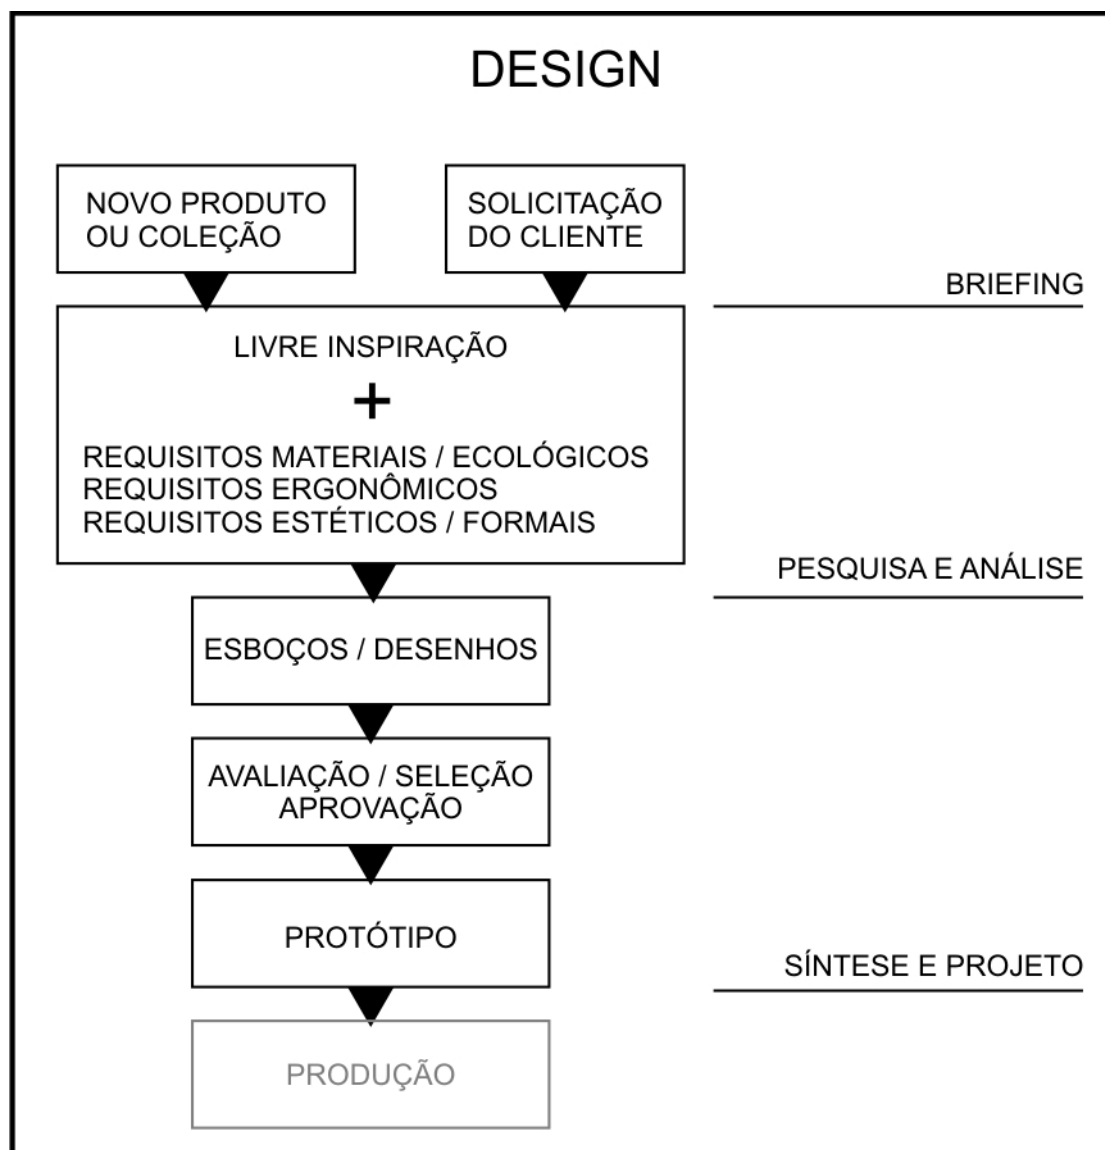 DESIGN
NOVO PRODUTO
OU COLEÇÃO
SOLICITAÇÃO
DO CLIENTE
BRIEFING
LIVRE INSPIRAÇÃO
+
REQUISITOS MATERIAIS / ECOLÓGICOS
REQUISITOS ERGONÔMICOS
REQUISITOS ESTÉTICOS / FORMAIS
PESQUISA E ANÁLISE
ESBOÇOS / DESENHOS
AVALIAÇÃO / SELEÇÃO
APROVAÇÃO
PROTÓTIPO
SÍNTESE E PROJETO
PRODUÇÃO